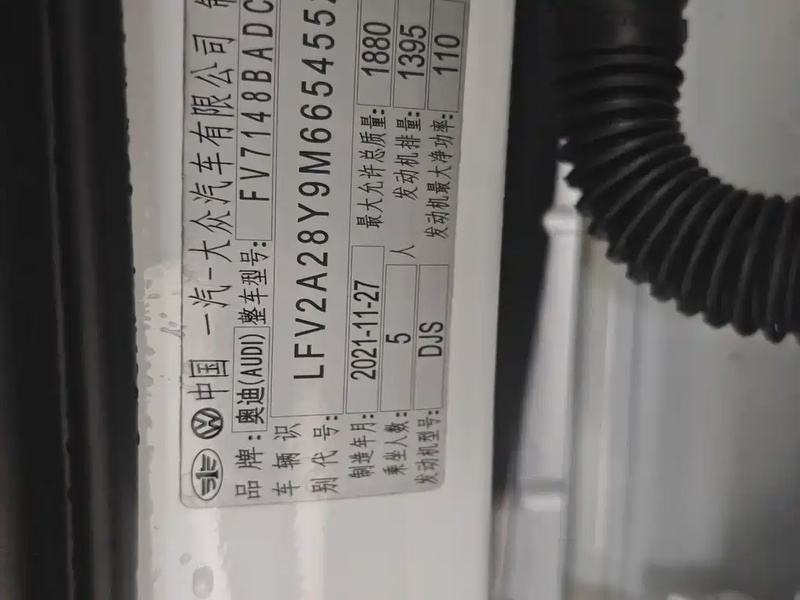 中国 一汽-大众汽车有限公司
品牌:奥迪(AUDI) 整车型号: FV7148BADC
车辆识别代号: LFV2A28Y9M665455
制造年月: 2021-11-27 最大允许总质量: 1880
乘坐人数: 5 人 发动机排量: 1395
发动机型号: DJS 发动机最大净功率: 110